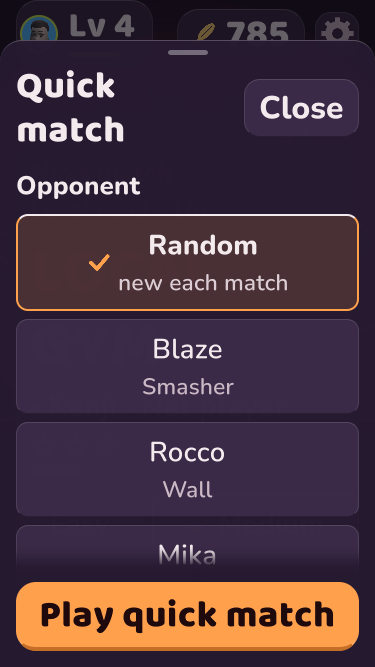 Lv 4
785
Quick
match
Close
Opponent
Random
new each match
Blaze
Smasher
Rocco
Wall
Mika
Play quick match